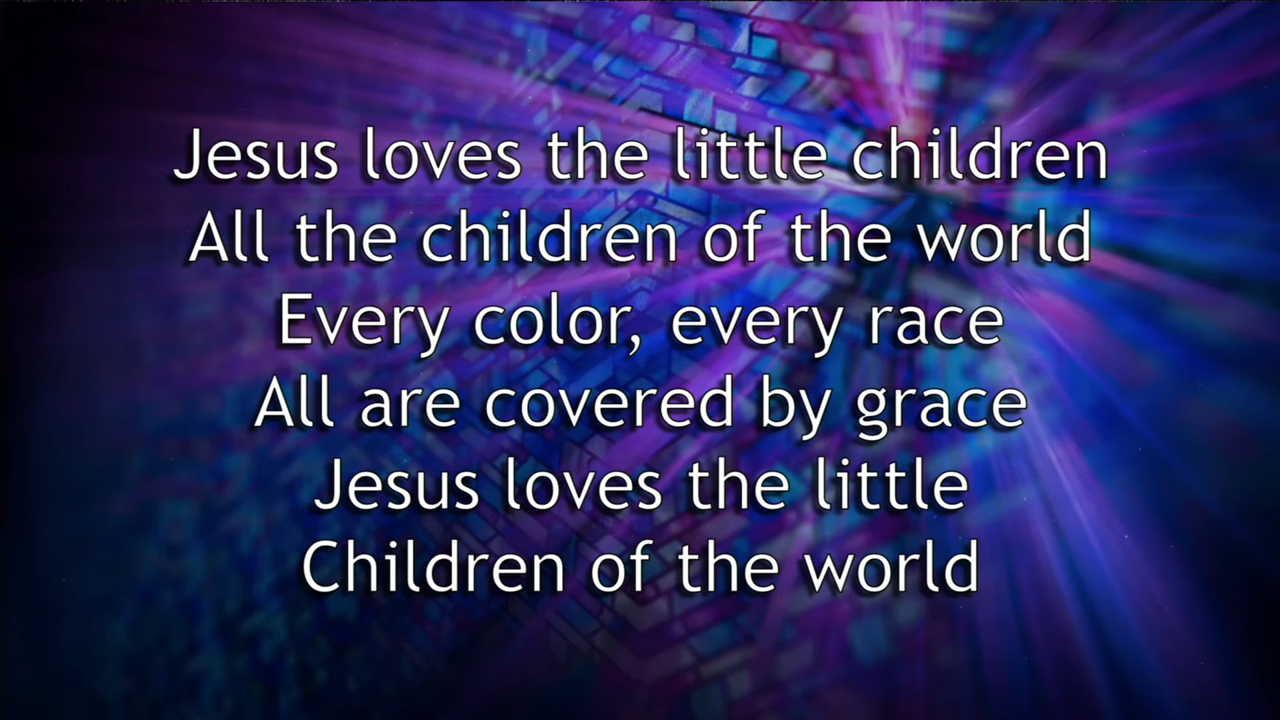 Jesus loves the little children
All the children of the world
Every color, every race
All are covered by grace
Jesus loves the little
Children of the world